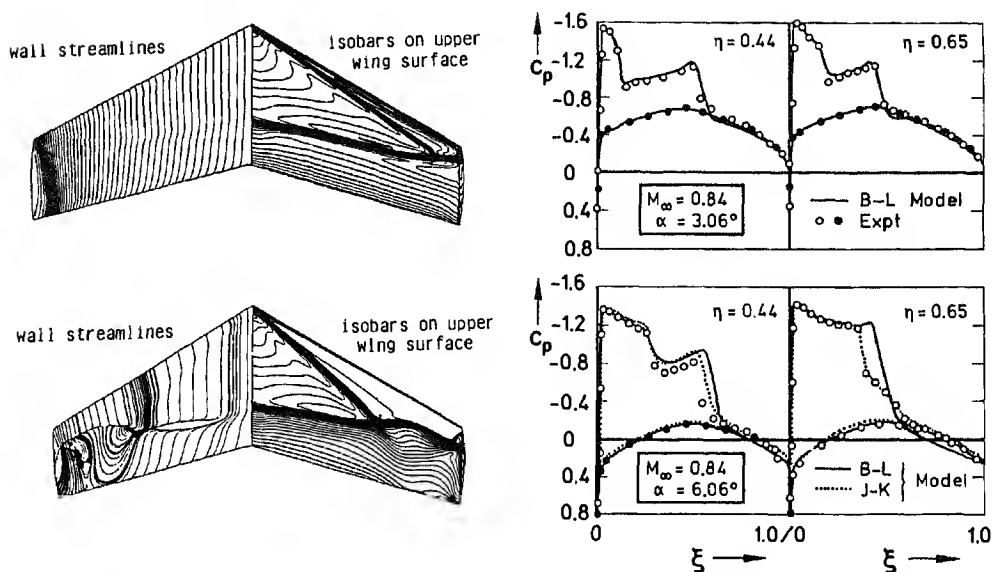 wall streamlines
isobars on upper
wing surface
-1.6
Cp
-1.2
-0.8
-0.4
0
0.4
0.8
η = 0.44
η = 0.65
M∞ = 0.84
α = 3.06°
B-L Model
Expt
wall streamlines
isobars on upper
wing surface
-1.6
Cp
-1.2
-0.8
-0.4
0
0.4
0.8
η = 0.44
η = 0.65
M∞ = 0.84
α = 6.06°
B-L
J-K
Model
0
1.0/0
1.0
ξ
ξ